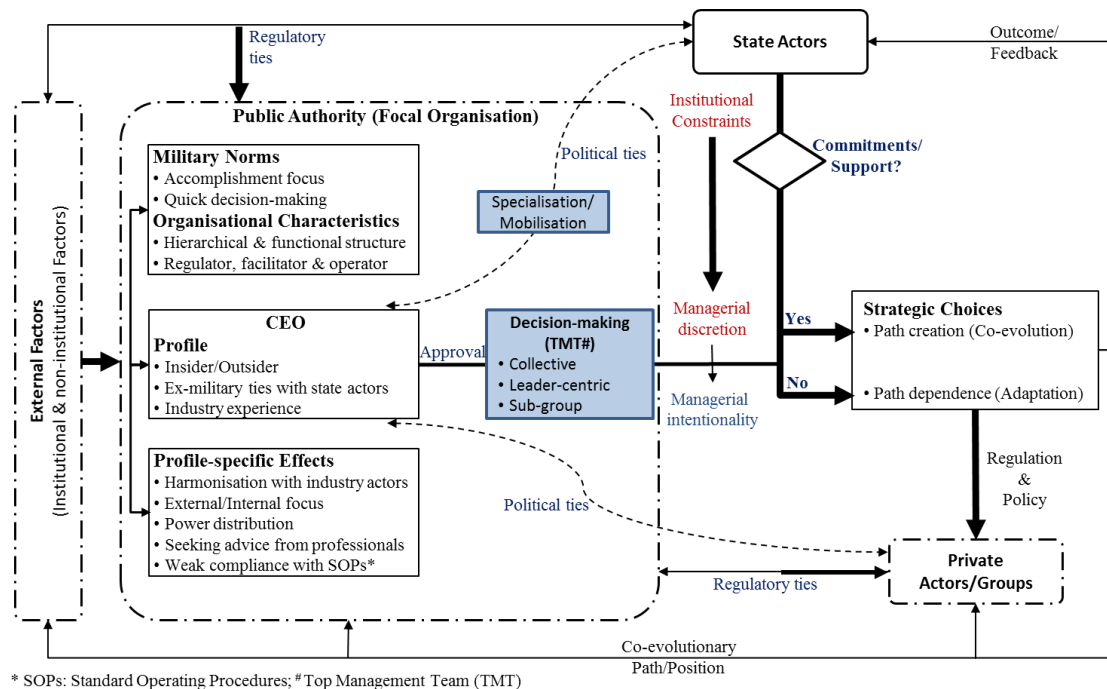 Regulatory
ties
State Actors
Outcome/
Feedback
External Factors
(Institutional & non-institutional Factors)
Public Authority (Focal Organisation)
Military Norms
• Accomplishment focus
• Quick decision-making
Organisational Characteristics
• Hierarchical & functional structure
• Regulator, facilitator & operator
Political ties
Specialisation/
Mobilisation
Institutional
Constraints
Commitments/
Support?
CEO
Profile
• Insider/Outsider
• Ex-military ties with state actors
• Industry experience
Approval
Decision-making
(TMT#)
• Collective
• Leader-centric
• Sub-group
Managerial
discretion
Managerial
intentionality
Yes
No
Strategic Choices
• Path creation (Co-evolution)
• Path dependence (Adaptation)
Profile-specific Effects
• Harmonisation with industry actors
• External/Internal focus
• Power distribution
• Seeking advice from professionals
• Weak compliance with SOPs*
Political ties
Regulation
&
Policy
Regulatory ties
Private
Actors/Groups
Co-evolutionary
Path/Position
* SOPs: Standard Operating Procedures; # Top Management Team (TMT)